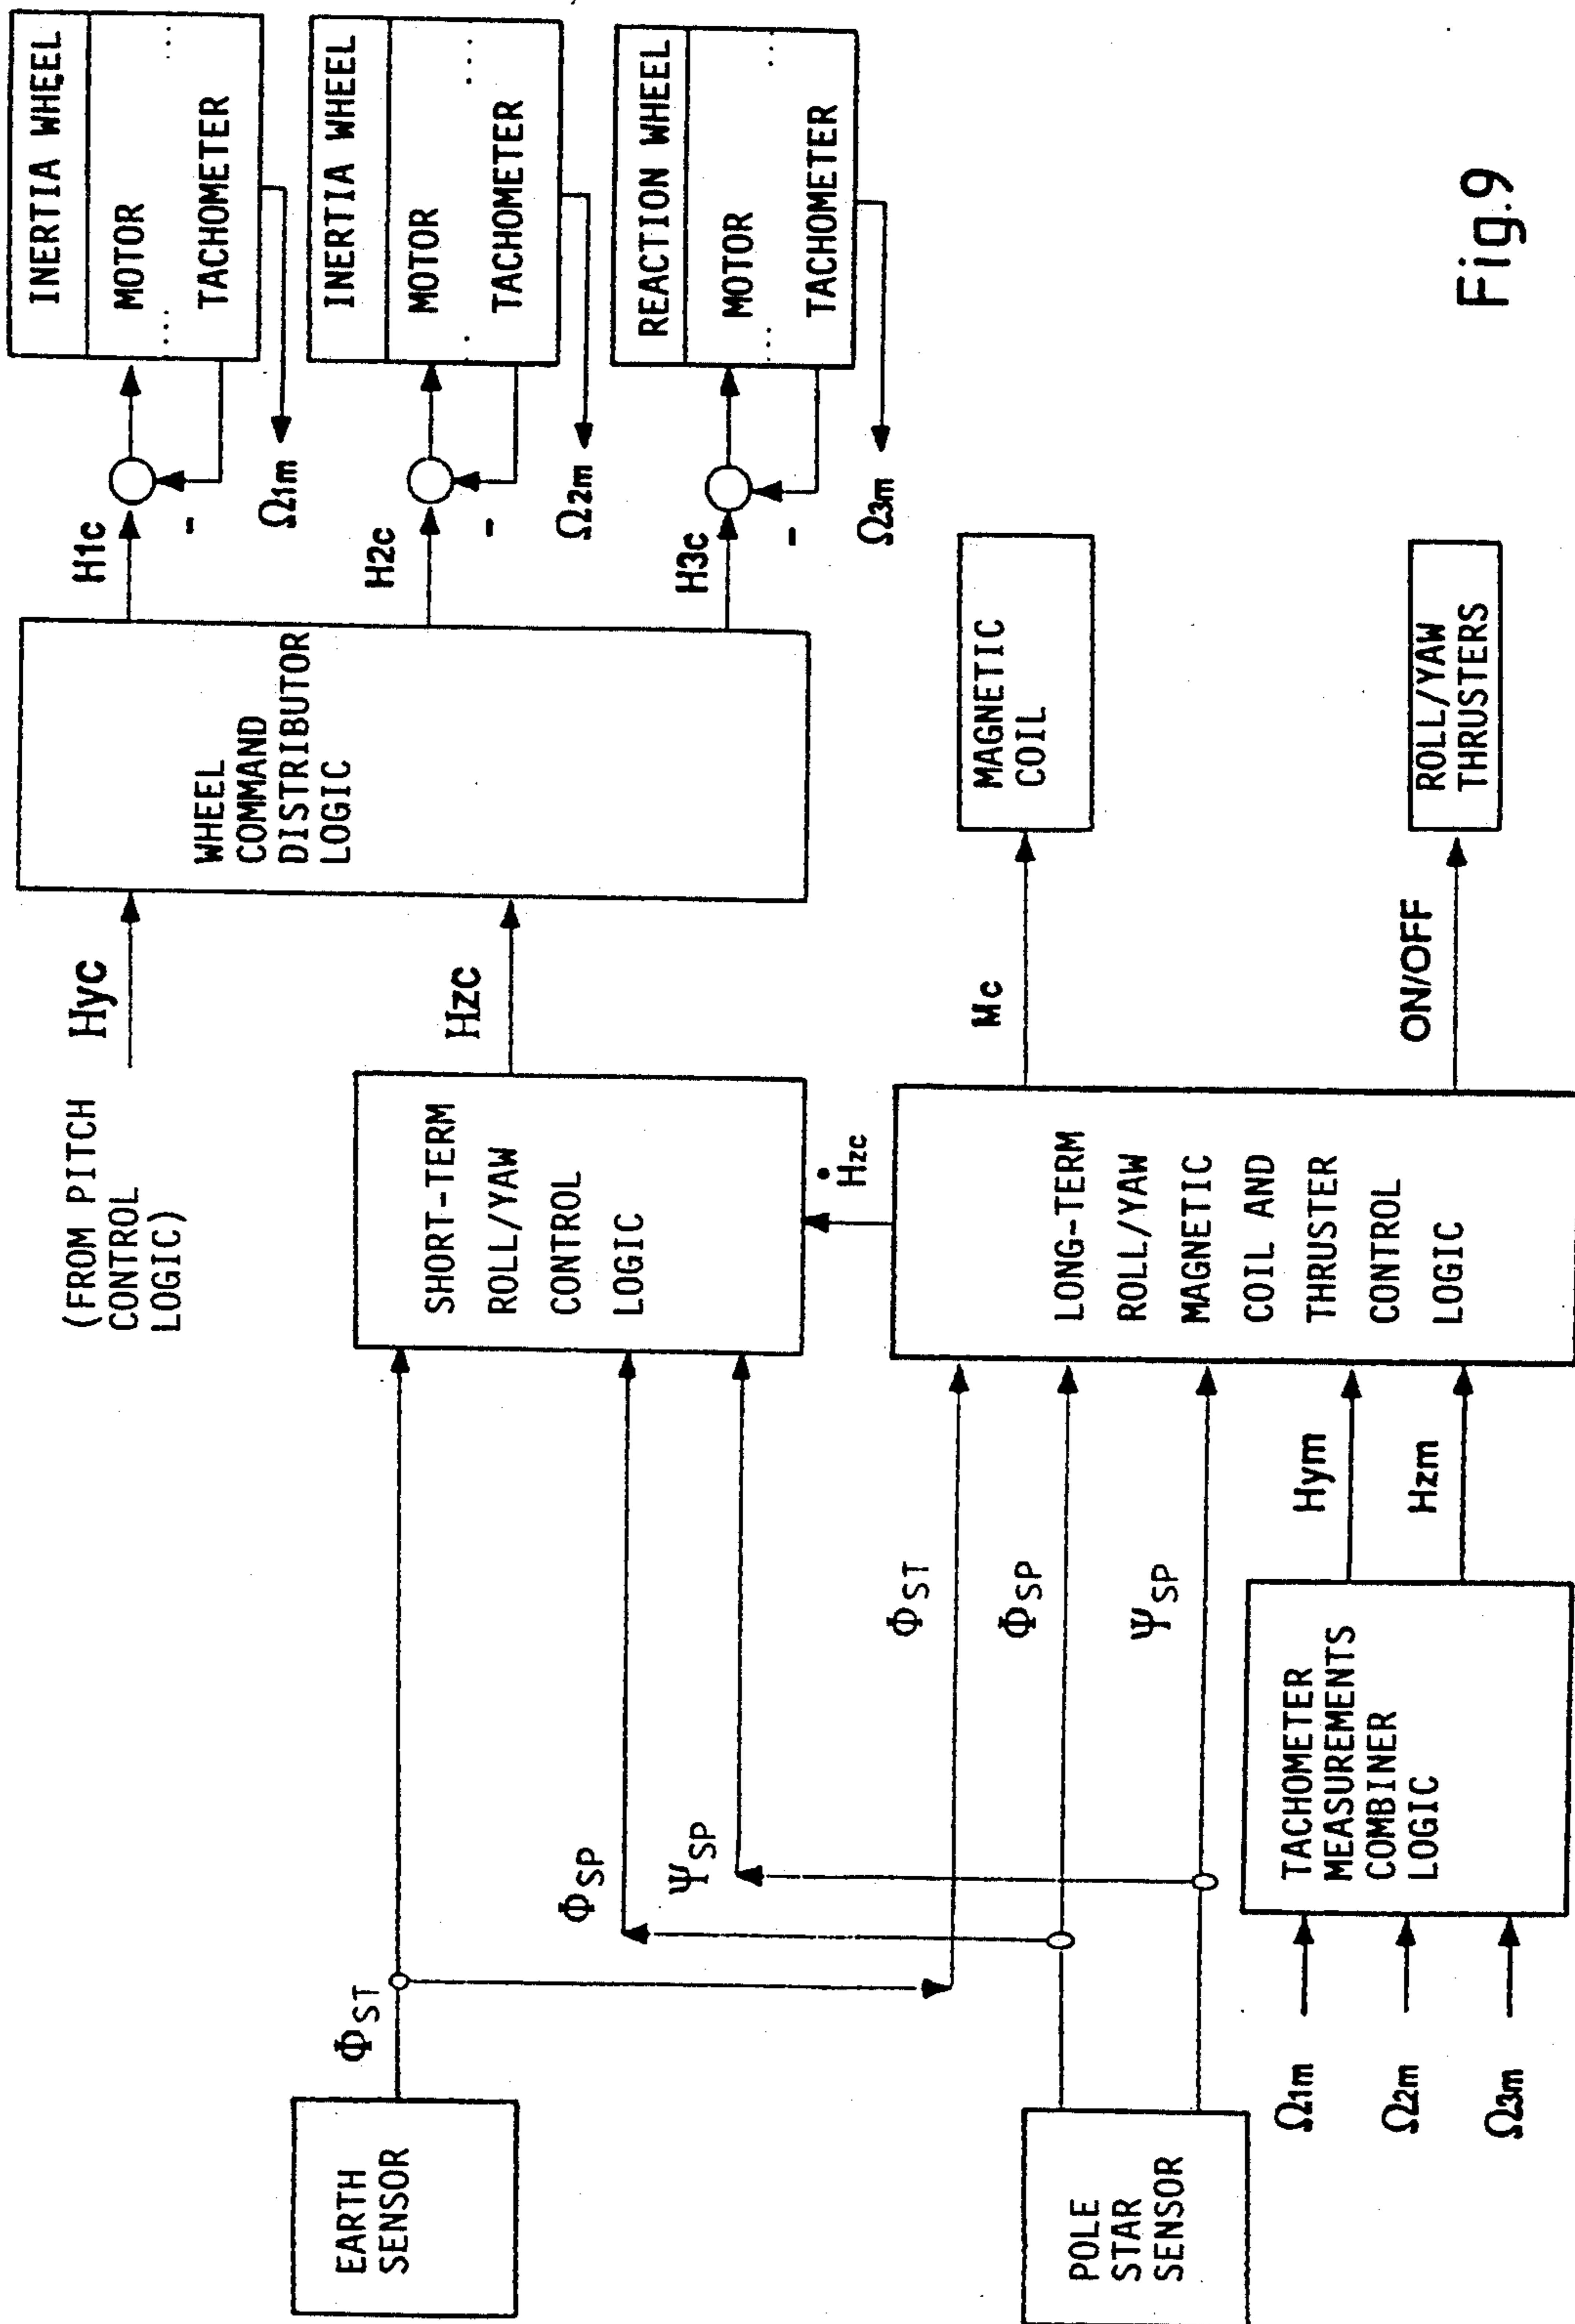 EARTH
SENSOR
POLE
STAR
SENSOR
ΦST
ΦSP
ΨSP
ΦST
ΦSP
ΨSP
Ω1m
Ω2m
Ω3m
TACHOMETER
MEASUREMENTS
COMBINER
LOGIC
Hym
Hzm
(FROM PITCH
CONTROL
LOGIC)
SHORT-TERM
ROLL/YAW
CONTROL
LOGIC
Ḣzc
LONG-TERM
ROLL/YAW
MAGNETIC
COIL AND
THRUSTER
CONTROL
LOGIC
Hyc
Hzc
Mc
ON/OFF
WHEEL
COMMAND
DISTRIBUTOR
LOGIC
MAGNETIC
COIL
ROLL/YAW
THRUSTERS
H1c
-
Ω1m
H2c
-
Ω2m
H3c
-
Ω3m
INERTIA WHEEL
MOTOR
... ...
TACHOMETER
INERTIA WHEEL
MOTOR
. ...
TACHOMETER
REACTION WHEEL
MOTOR
... ..
TACHOMETER
Fig.9